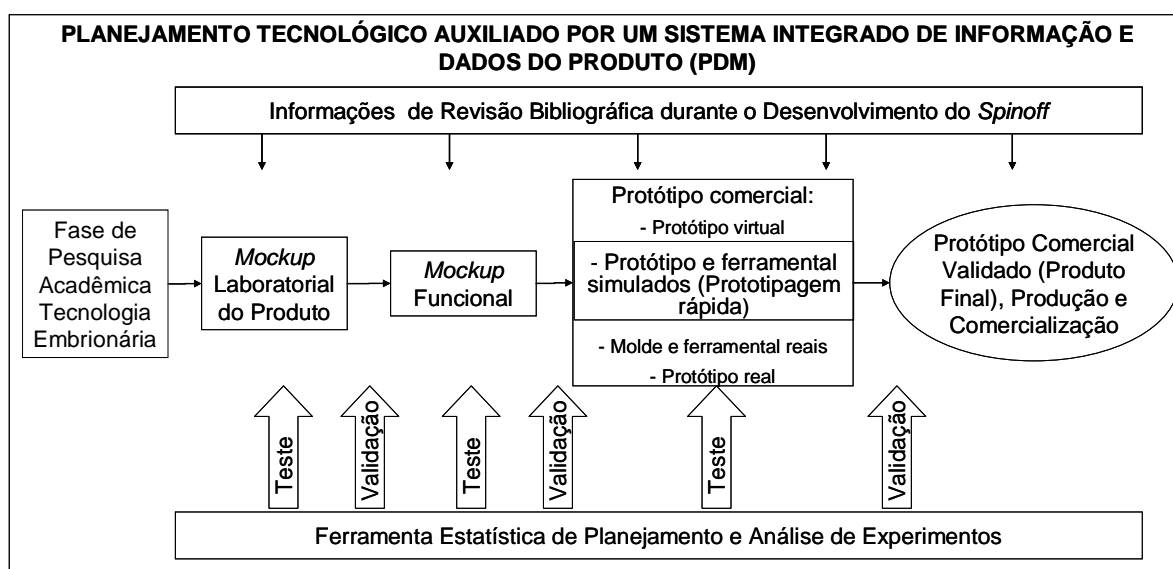 PLANEJAMENTO TECNOLÓGICO AUXILIADO POR UM SISTEMA INTEGRADO DE INFORMAÇÃO E
DADOS DO PRODUTO (PDM)
Informações de Revisão Bibliográfica durante o Desenvolvimento do Spinoff
Fase de
Pesquisa
Acadêmica
Tecnologia
Embrionária
Mockup
Laboratorial
do Produto
Mockup
Funcional
Protótipo comercial:
- Protótipo virtual
- Protótipo e ferramental
simulados (Prototipagem
rápida)
- Molde e ferramental reais
- Protótipo real
Protótipo Comercial
Validado (Produto
Final), Produção e
Comercialização
Teste
Validação
Teste
Validação
Teste
Validação
Ferramenta Estatística de Planejamento e Análise de Experimentos